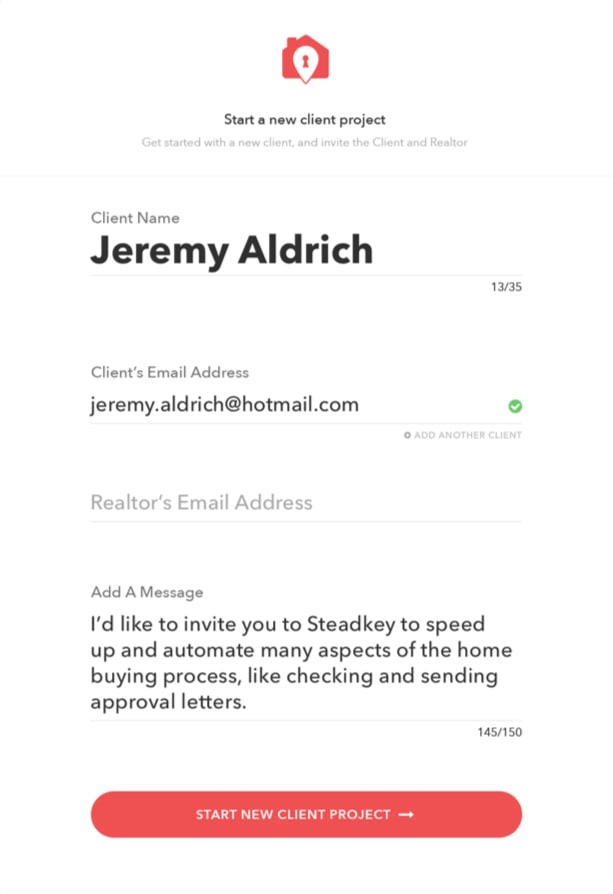 Start a new client project
Get started with a new client, and invite the Client and Realtor
Client Name
Jeremy Aldrich
13/35
Client's Email Address
jeremy.aldrich@hotmail.com
ADD ANOTHER CLIENT
Realtor's Email Address
Add A Message
I'd like to invite you to Steadkey to speed
up and automate many aspects of the home
buying process, like checking and sending
approval letters.
145/150
START NEW CLIENT PROJECT →